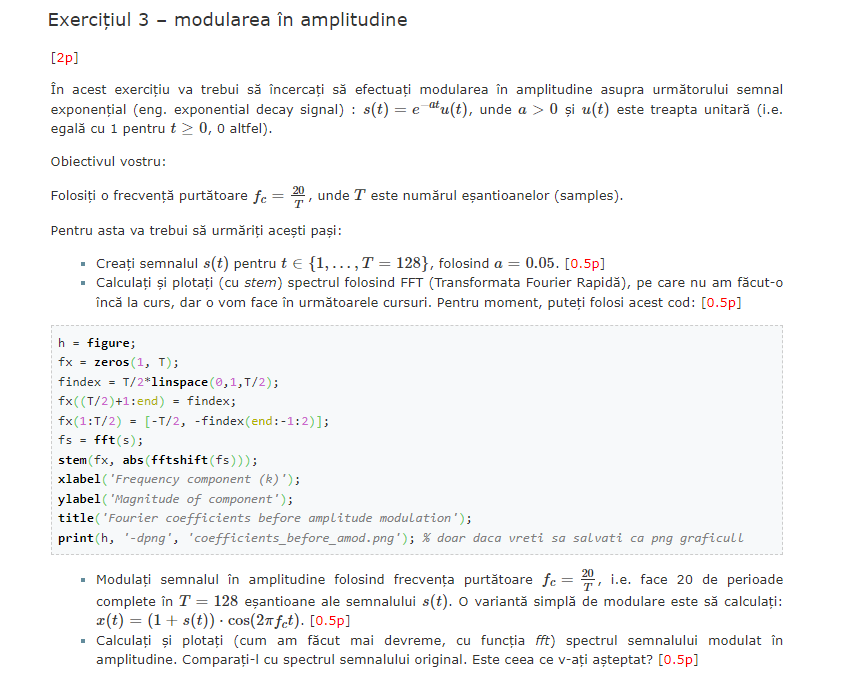 Exercițiul 3 – modularea în amplitudine
[2p]
În acest exercițiu va trebui să încercați să efectuați modularea în amplitudine asupra următorului semnal
exponențial (eng. exponential decay signal) : s(t) = e^{-at}u(t), unde a > 0 și u(t) este treapta unitară (i.e.
egală cu 1 pentru t ≥ 0, 0 altfel).
Obiectivul vostru:
Folosiți o frecvență purtătoare f_c = 20/T, unde T este numărul eșantioanelor (samples).
Pentru asta va trebui să urmăriți acești pași:
▪ Creați semnalul s(t) pentru t ∈ {1, . . . , T = 128}, folosind a = 0.05. [0.5p]
▪ Calculați și plotați (cu stem) spectrul folosind FFT (Transformata Fourier Rapidă), pe care nu am făcut-o
încă la curs, dar o vom face în următoarele cursuri. Pentru moment, puteți folosi acest cod: [0.5p]
h = figure;
fx = zeros(1, T);
findex = T/2*linspace(0,1,T/2);
fx((T/2)+1:end) = findex;
fx(1:T/2) = [-T/2, -findex(end:-1:2)];
fs = fft(s);
stem(fx, abs(fftshift(fs)));
xlabel('Frequency component (k)');
ylabel('Magnitude of component');
title('Fourier coefficients before amplitude modulation');
print(h, '-dpng', 'coefficients_before_amod.png'); % doar daca vreti sa salvati ca png graficull
▪ Modulați semnalul în amplitudine folosind frecvența purtătoare f_c = 20/T, i.e. face 20 de perioade
complete în T = 128 eșantioane ale semnalului s(t). O variantă simplă de modulare este să calculați:
x(t) = (1 + s(t)) · cos(2πf_ct). [0.5p]
▪ Calculați și plotați (cum am făcut mai devreme, cu funcția fft) spectrul semnalului modulat în
amplitudine. Comparați-l cu spectrul semnalului original. Este ceea ce v-ați așteptat? [0.5p]